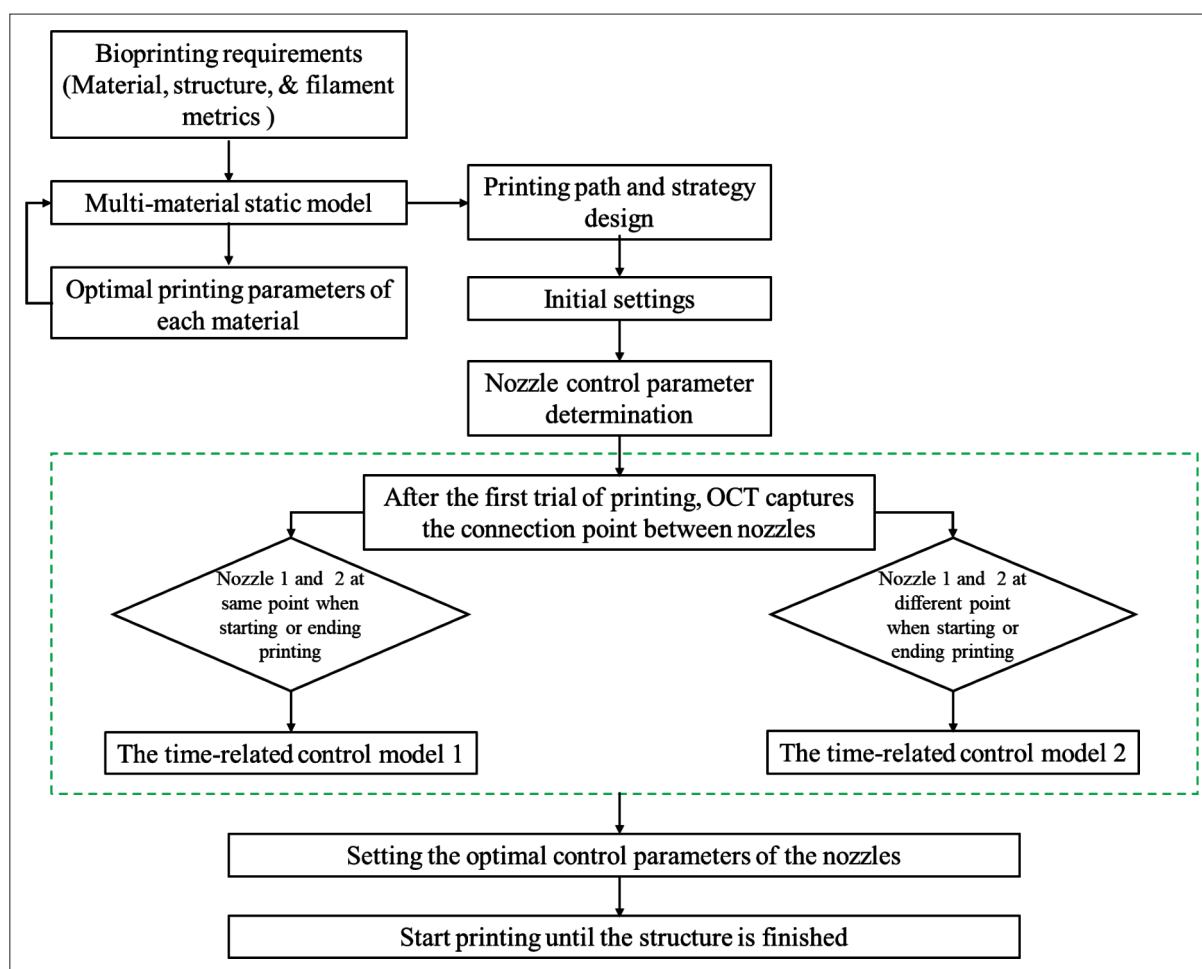 Bioprinting requirements
(Material, structure, & filament
metrics )
Multi-material static model
Optimal printing parameters of
each material
Printing path and strategy
design
Initial settings
Nozzle control parameter
determination
After the first trial of printing, OCT captures
the connection point between nozzles
Nozzle 1 and 2 at
same point when
starting or ending
printing
Nozzle 1 and 2 at
different point
when starting or
ending printing
The time-related control model 1
The time-related control model 2
Setting the optimal control parameters of the nozzles
Start printing until the structure is finished